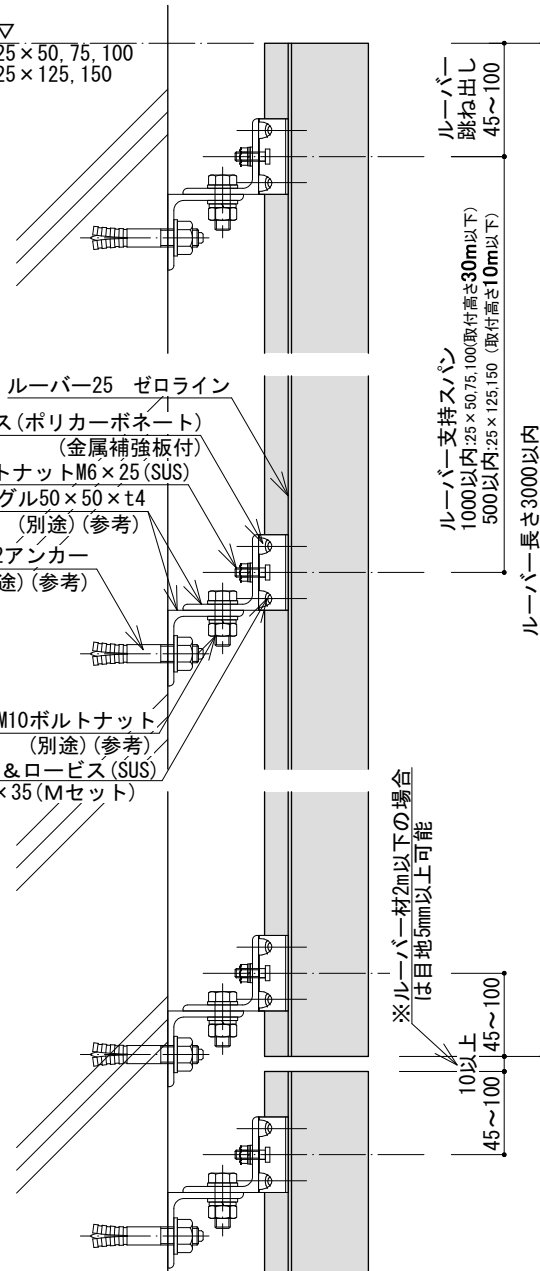 ▽
25×50,75,100
25×125,150
ルーバー
跳ね出し
45～100
ルーバー支持スパン
1000以内:25×50,75,100(取付高さ30m以下)
500以内:25×125,150 (取付高さ10m以下)
ルーバー長さ3000以内
ルーバー25 ゼロライン
ス(ポリカーボネート)
(金属補強板付)
トナットM6×25(SUS)
グル50×50×t4
(別途)(参考)
2アンカー
途)(参考)
M10ボルトナット
(別途)(参考)
&ロービス(SUS)
×35(Mセット)
※ルーバー材2m以下の場合
は目地5mm以上可能
45～100
10以上
45～100